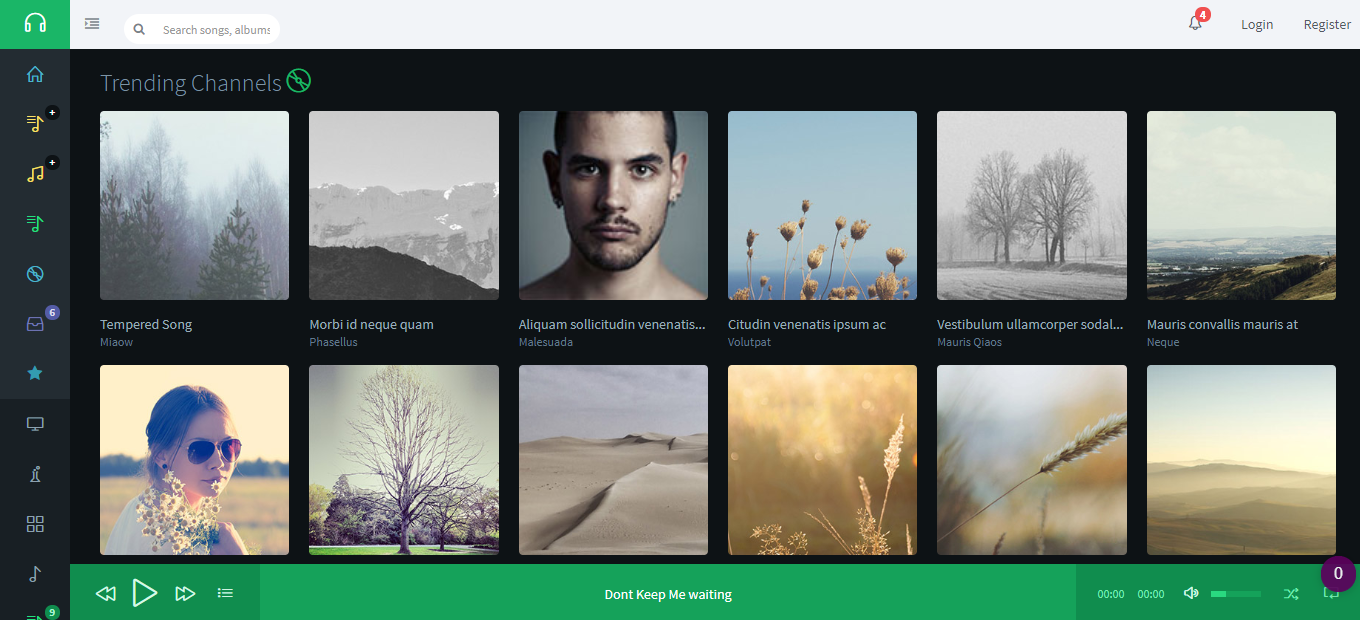 Search songs, albums
4
Login
Register
Trending Channels
+
+
6
9
Tempered Song
Miaow
Morbi id neque quam
Phasellus
Aliquam sollicitudin venenatis...
Malesuada
Citudin venenatis ipsum ac
Volutpat
Vestibulum ullamcorper sodal...
Mauris Qiaos
Mauris convallis mauris at
Neque
Dont Keep Me waiting
00:00
00:00
0